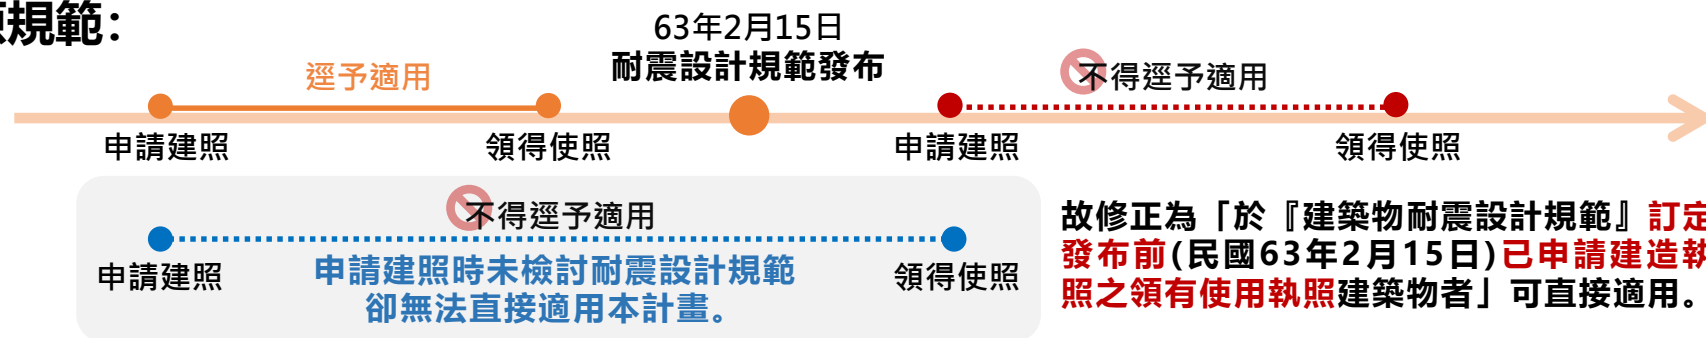 規範：
63年2月15日
耐震設計規範發布
逕予適用
不得逕予適用
申請建照
領得使照
申請建照
領得使照
不得逕予適用
申請建照
申請建照時未檢討耐震設計規範
卻無法直接適用本計畫。
領得使照
故修正為「於『建築物耐震設計規範』訂定
發布前(民國63年2月15日)已申請建造執
照之領有使用執照建築物者」可直接適用。